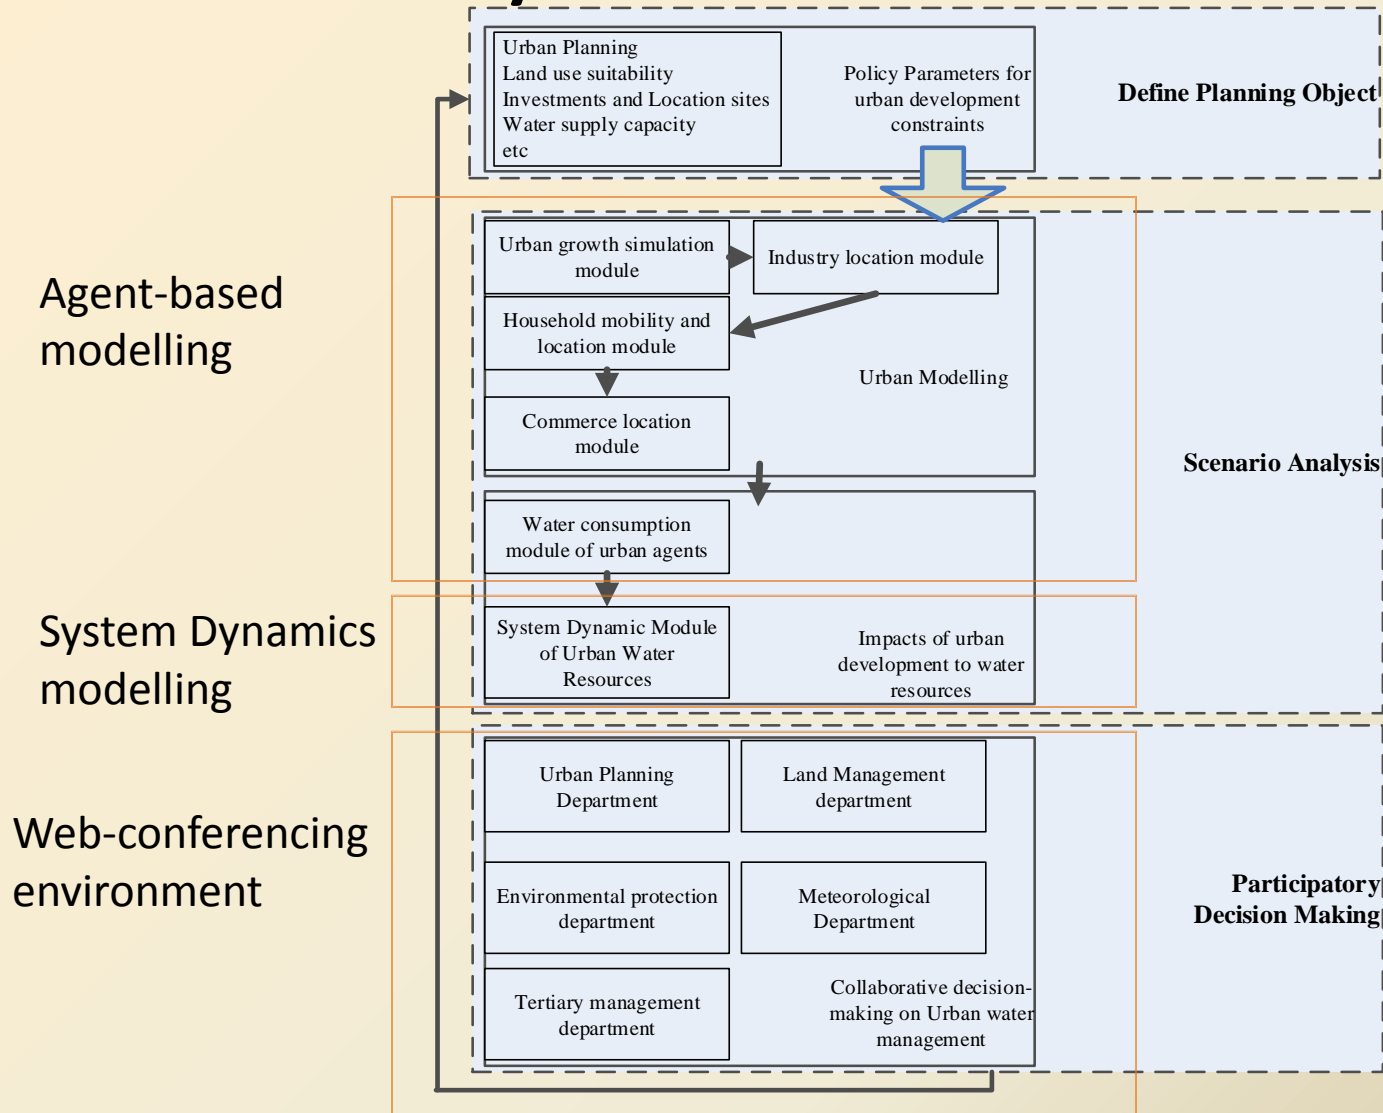 Urban Planning
Land use suitability
Investments and Location sites
Water supply capacity
etc
Policy Parameters for
urban development
constraints
Define Planning Object
Agent-based
modelling
Urban growth simulation
module
Industry location module
Household mobility and
location module
Urban Modelling
Commerce location
module
Scenario Analysis
Water consumption
module of urban agents
System Dynamics
modelling
System Dynamic Module
of Urban Water
Resources
Impacts of urban
development to water
resources
Web-conferencing
environment
Urban Planning
Department
Land Management
department
Environmental protection
department
Meteorological
Department
Participatory
Decision Making
Tertiary management
department
Collaborative decision-
making on Urban water
management